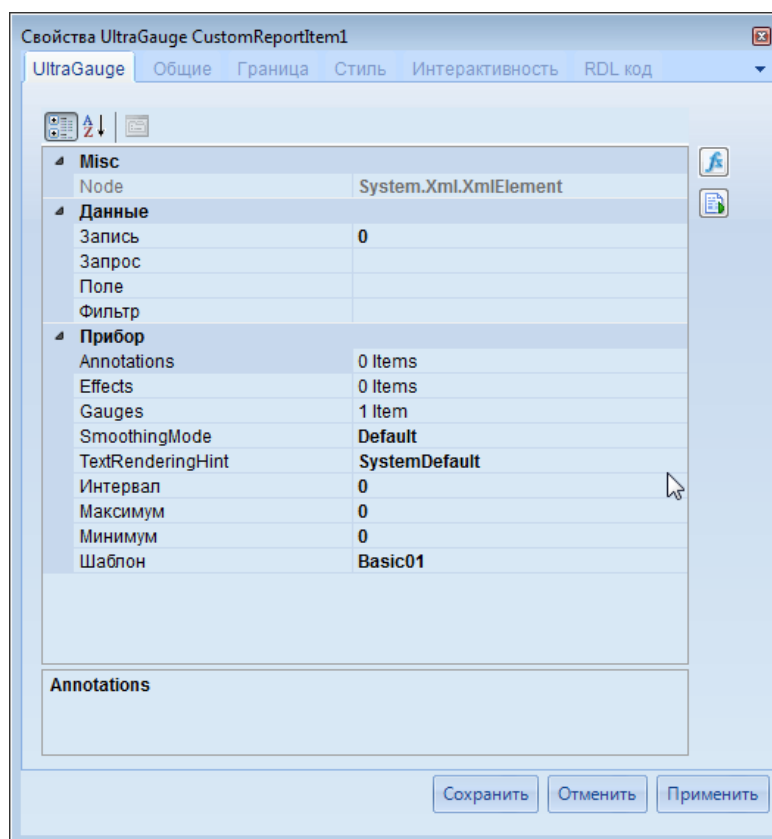 Свойства UltraGauge CustomReportItem1
UltraGauge Общие Граница Стиль Интерактивность RDL код
Misc
Node System.Xml.XmlElement
Данные
Запись 0
Запрос
Поле
Фильтр
Прибор
Annotations 0 Items
Effects 0 Items
Gauges 1 Item
SmoothingMode Default
TextRenderingHint SystemDefault
Интервал 0
Максимум 0
Минимум 0
Шаблон Basic01
Annotations
Сохранить Отменить Применить